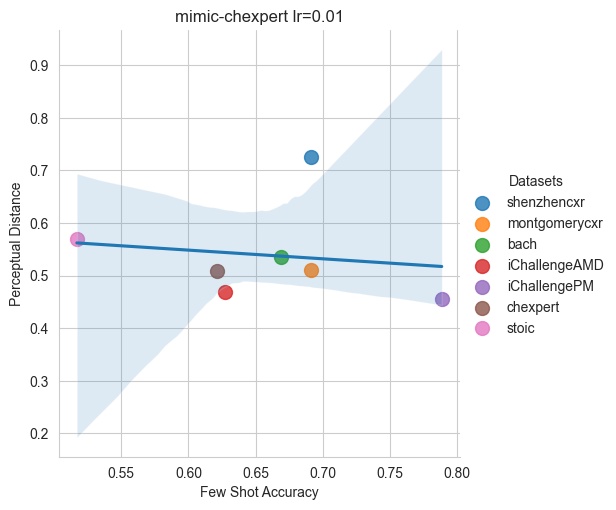 mimic-chexpert lr=0.01
Perceptual Distance
0.9
0.8
0.7
0.6
0.5
0.4
0.3
0.2
0.55
0.60
0.65
0.70
0.75
0.80
Few Shot Accuracy
Datasets
shenzhencxr
montgomerycxr
bach
iChallengeAMD
iChallengePM
chexpert
stoic